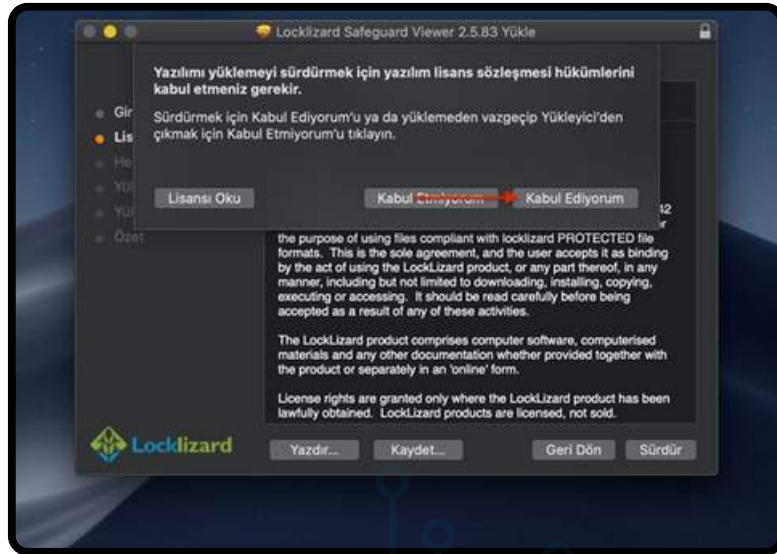 Locklizard Safeguard Viewer 2.5.83 Yükle
Yazılımı yüklemeyi sürdürmek için yazılım lisans sözleşmesi hükümlerini
kabul etmeniz gerekir.
Sürdürmek için Kabul Ediyorum'u ya da yüklemeden vazgeçip Yükleyici'den
çıkmak için Kabul Etmiyorum'u tıklayın.
Gir
Lis
He
Yük
Yük
Özet
Lisansı Oku
Kabul Etmiyorum
Kabul Ediyorum
42
the purpose of using files compliant with locklizard PROTECTED file
formats. This is the sole agreement, and the user accepts it as binding
by the act of using the LockLizard product, or any part thereof, in any
manner, including but not limited to downloading, installing, copying,
executing or accessing. It should be read carefully before being
accepted as a result of any of these activities.
The LockLizard product comprises computer software, computerised
materials and any other documentation whether provided together with
the product or separately in an 'online' form.
License rights are granted only where the LockLizard product has been
lawfully obtained. LockLizard products are licensed, not sold.
Locklizard
Yazdır...
Kaydet...
Geri Dön
Sürdür